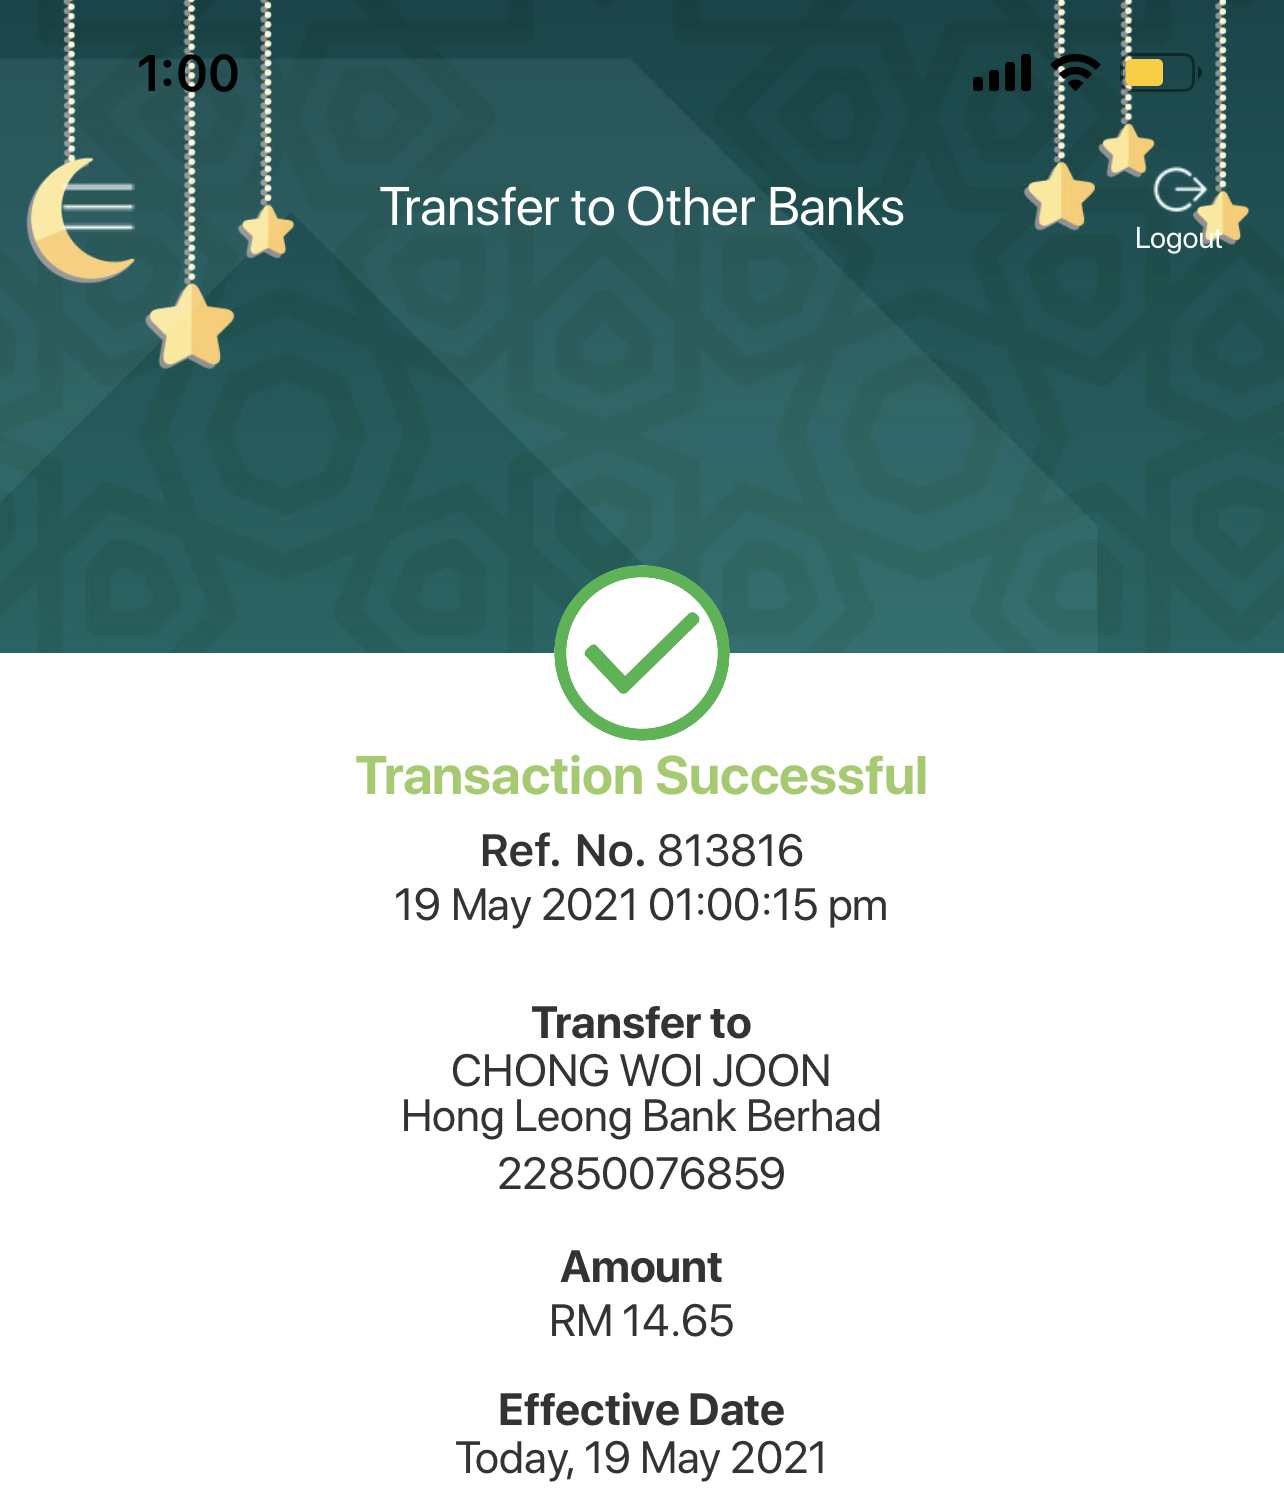 1:00
Transfer to Other Banks
Logout
Transaction Successful
Ref. No. 813816
19 May 2021 01:00:15 pm
Transfer to
CHONG WOI JOON
Hong Leong Bank Berhad
22850076859
Amount
RM 14.65
Effective Date
Today, 19 May 2021